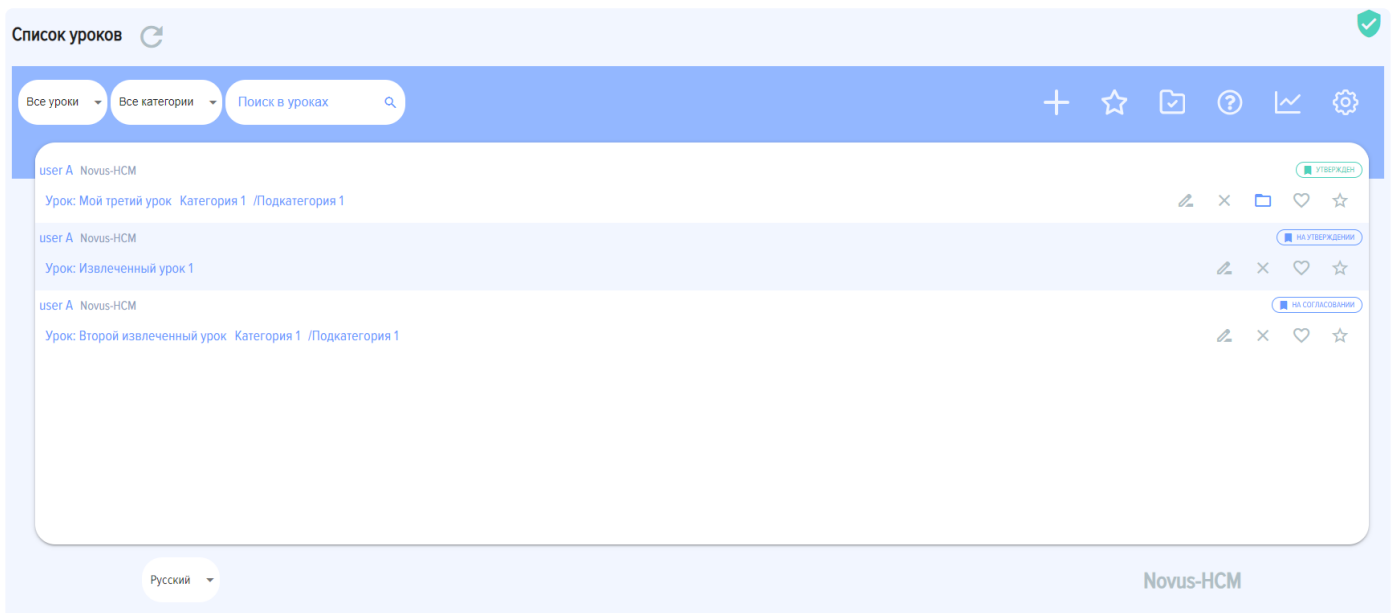 Список уроков
Все уроки Все категории Поиск в уроках
user A Novus-HCM УТВЕРЖДЕН
Урок: Мой третий урок Категория 1 /Подкатегория 1
user A Novus-HCM НА УТВЕРЖДЕНИИ
Урок: Извлеченный урок 1
user A Novus-HCM НА СОГЛАСОВАНИИ
Урок: Второй извлеченный урок Категория 1 /Подкатегория 1
Русский Novus-HCM